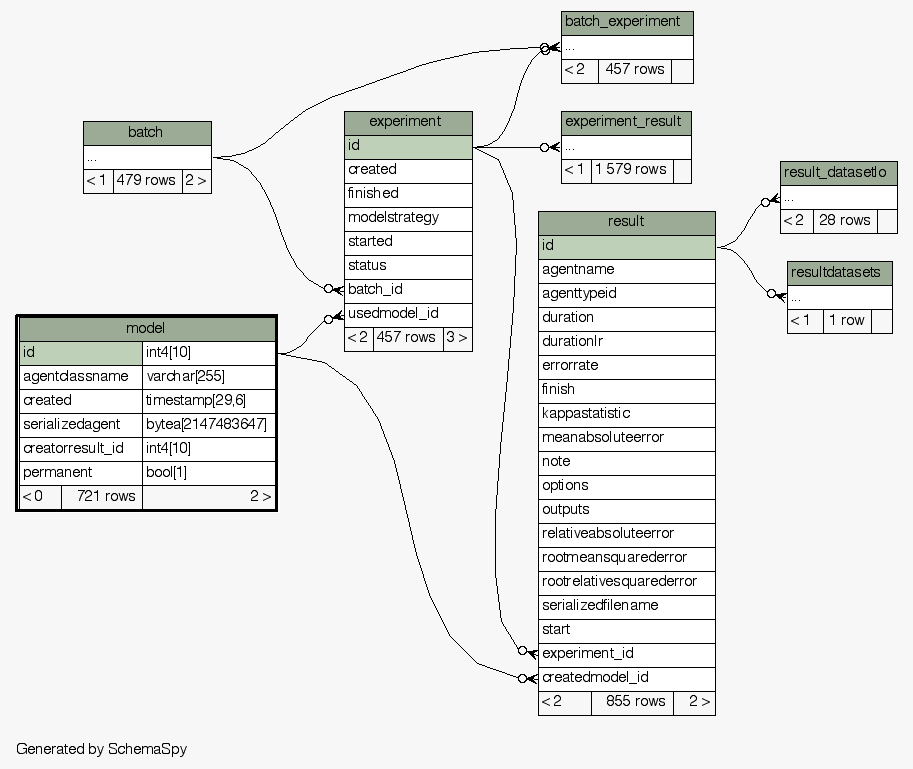 batch_experiment
...
< 2 457 rows
batch
...
< 1 479 rows 2 >
experiment
id
created
finished
modelstrategy
started
status
batch_id
usedmodel_id
< 2 457 rows 3 >
experiment_result
...
< 1 1 579 rows
result_datasetlo
...
< 2 28 rows
resultdatasets
...
< 1 1 row
model
id int4[10]
agentclassname varchar[255]
created timestamp[29,6]
serializedagent bytea[2147483647]
creatorresult_id int4[10]
permanent bool[1]
< 0 721 rows 2 >
result
id
agentname
agenttypeid
duration
durationlr
errorrate
finish
kappastatistic
meanabsoluteerror
note
options
outputs
relativeabsoluteerror
rootmeansquarederror
rootrelativesquarederror
serializedfilename
start
experiment_id
createdmodel_id
< 2 855 rows 2 >
Generated by SchemaSpy